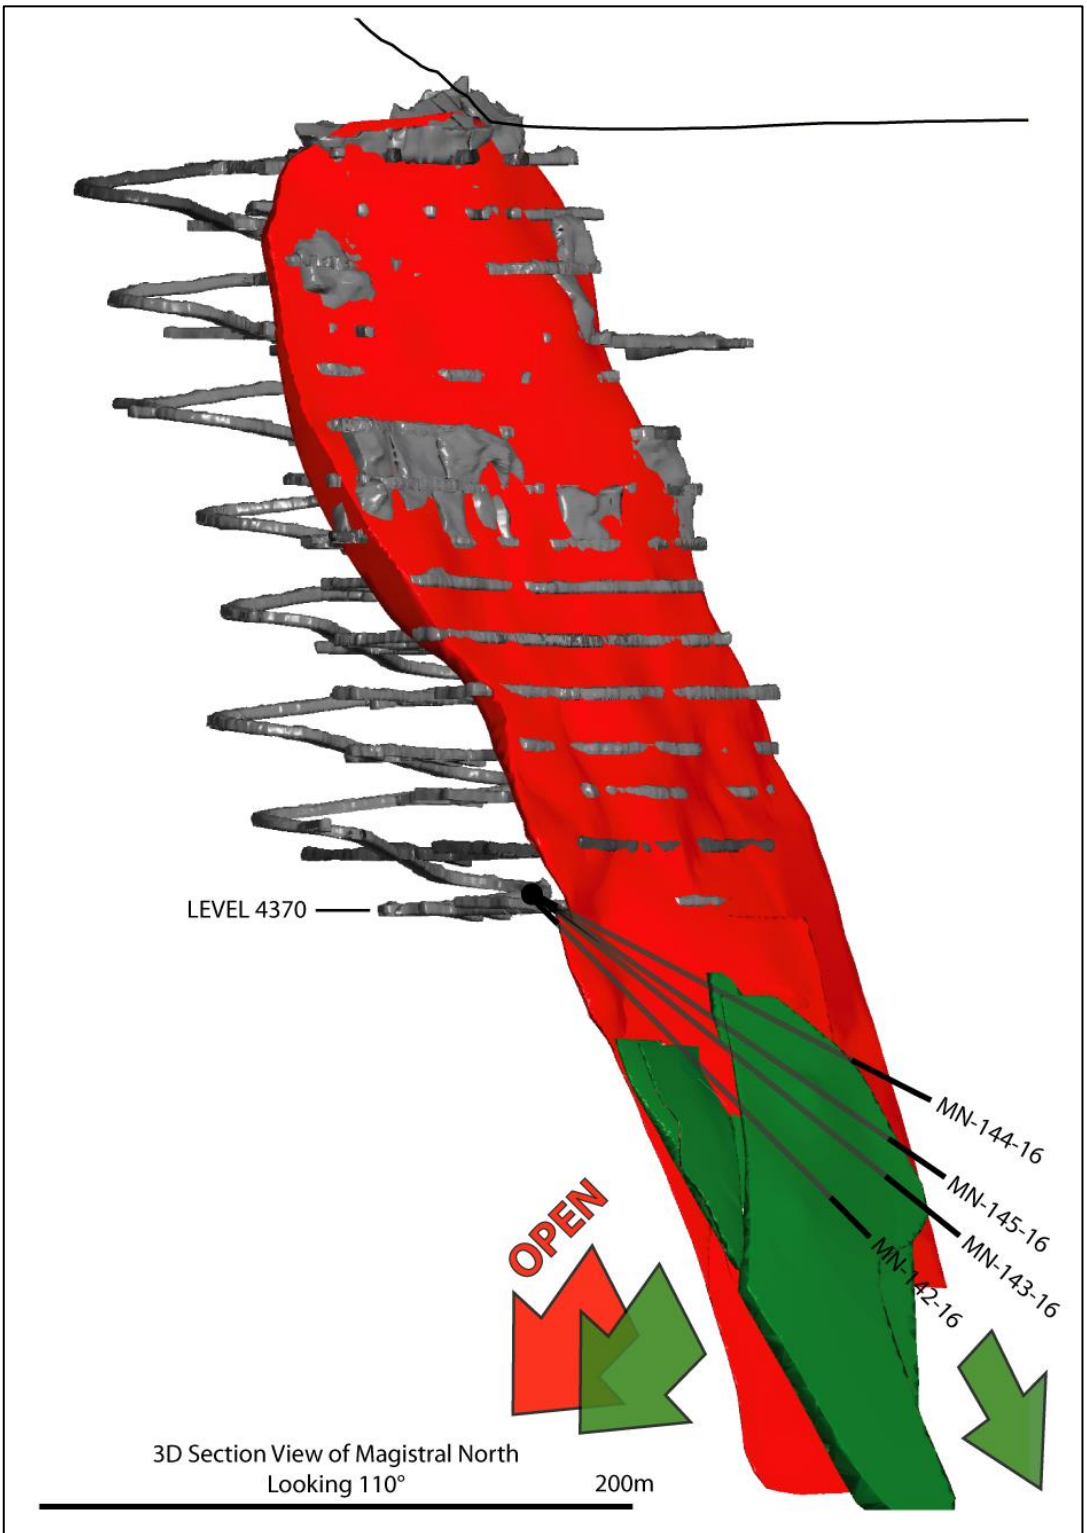 LEVEL 4370
MN-144-16
MN-145-16
MN-143-16
MN-142-16
OPEN
3D Section View of Magistral North
Looking 110°
200m